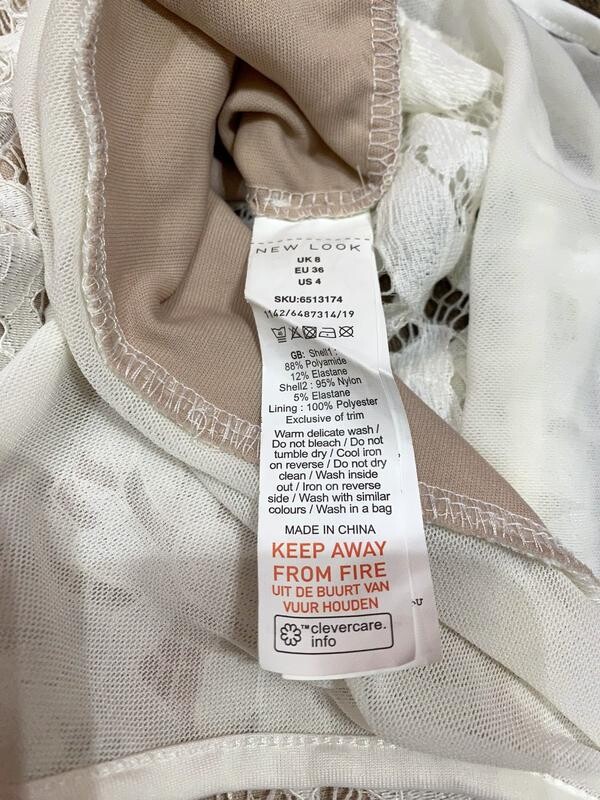 NEW LOOK
UK 8
EU 36
US 4
SKU:6513174
1142/6487314/19
GB: Shell1 :
88% Polyamide
12% Elastane
Shell2 : 95% Nylon
5% Elastane
Lining : 100% Polyester
Exclusive of trim
Warm delicate wash /
Do not bleach / Do not
tumble dry / Cool iron
on reverse / Do not dry
clean / Wash inside
out / Iron on reverse
side / Wash with similar
colours / Wash in a bag
MADE IN CHINA
KEEP AWAY
FROM FIRE
UIT DE BUURT VAN
VUUR HOUDEN
™clevercare.
info